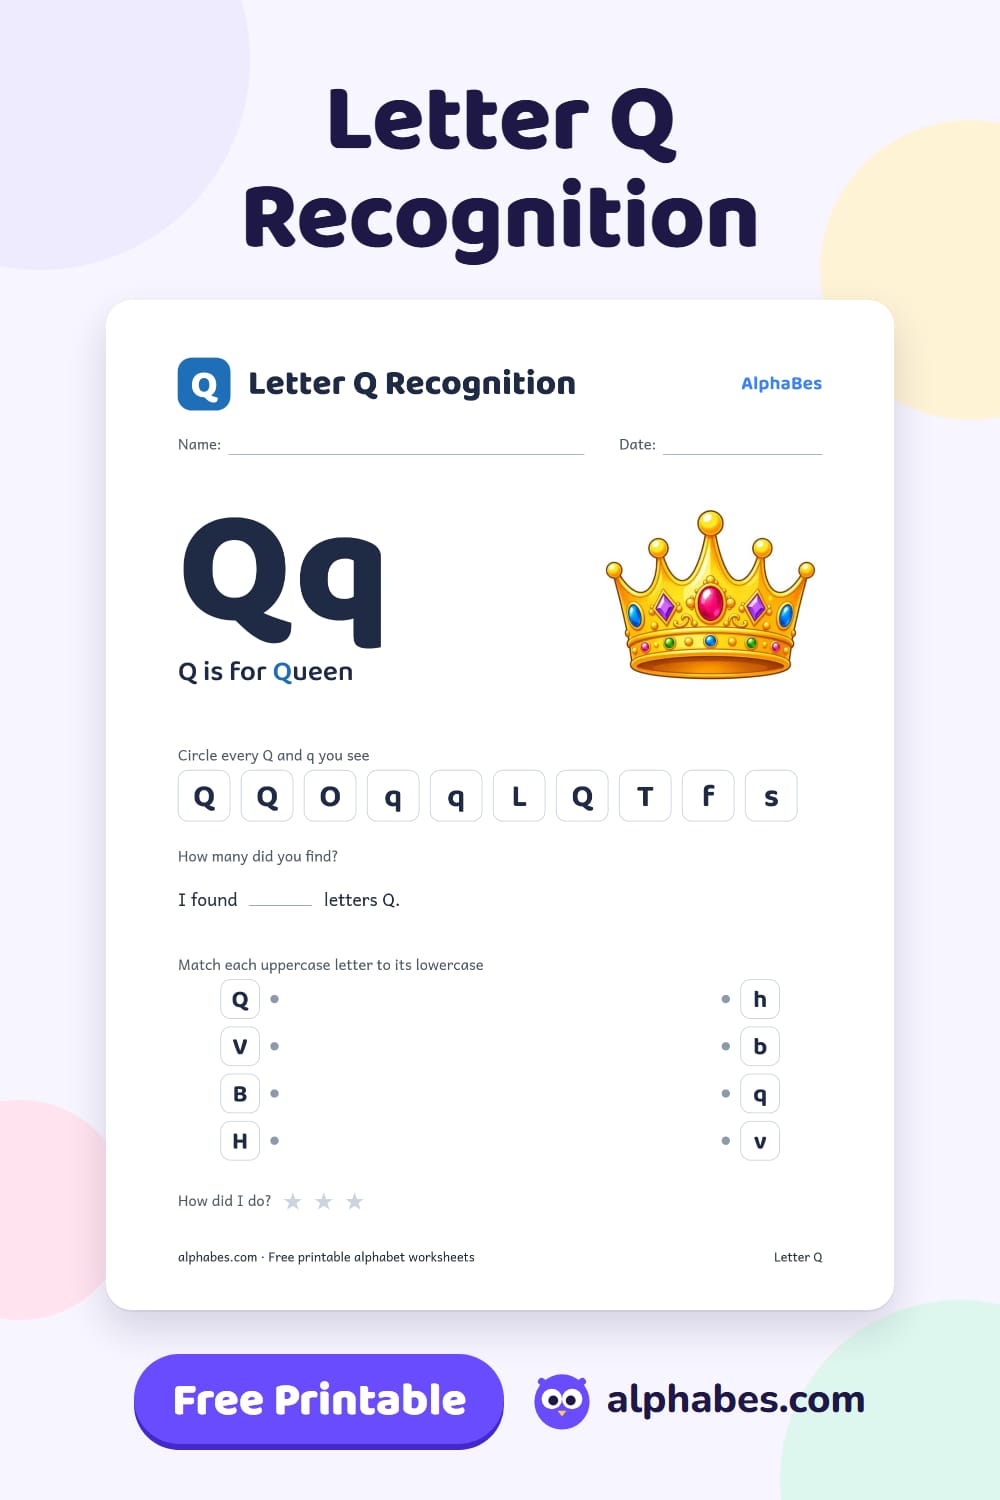 Letter Q
Recognition
Q Letter Q Recognition AlphaBes
Name: Date:
Qq
Q is for Queen
Circle every Q and q you see
Q Q O q q L Q T f s
How many did you find?
I found letters Q.
Match each uppercase letter to its lowercase
Q h
V b
B q
H v
How did I do?
alphabes.com · Free printable alphabet worksheets Letter Q
Free Printable alphabes.com